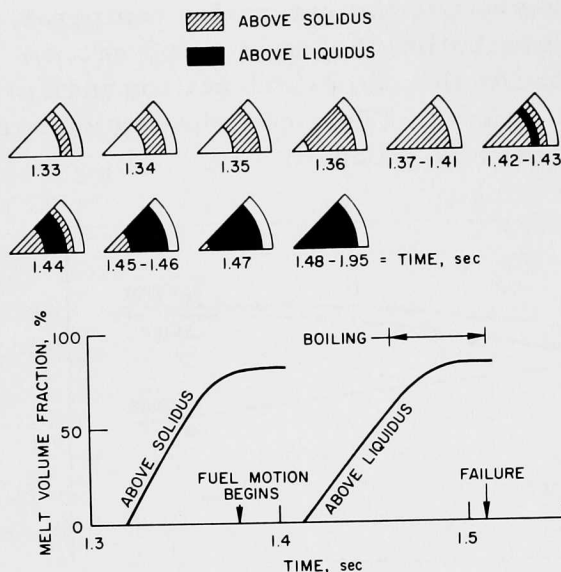 ABOVE SOLIDUS
ABOVE LIQUIDUS
1.33 1.34 1.35 1.36 1.37-1.41 1.42-1.43
1.44 1.45-1.46 1.47 1.48-1.95 = TIME, sec
MELT VOLUME FRACTION, %
100
50
0
ABOVE SOLIDUS
FUEL MOTION
BEGINS
BOILING
ABOVE LIQUIDUS
FAILURE
1.3 1.4 1.5
TIME, sec